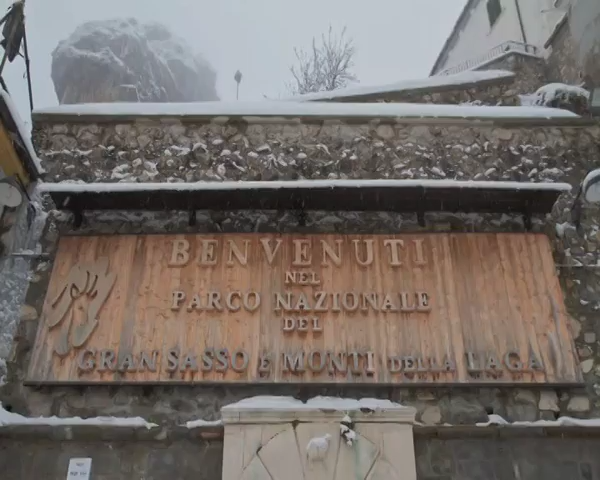 BENVENUTI
NEL
PARCO NAZIONALE
DEL
GRAN SASSO E MONTI DELLA LAGA